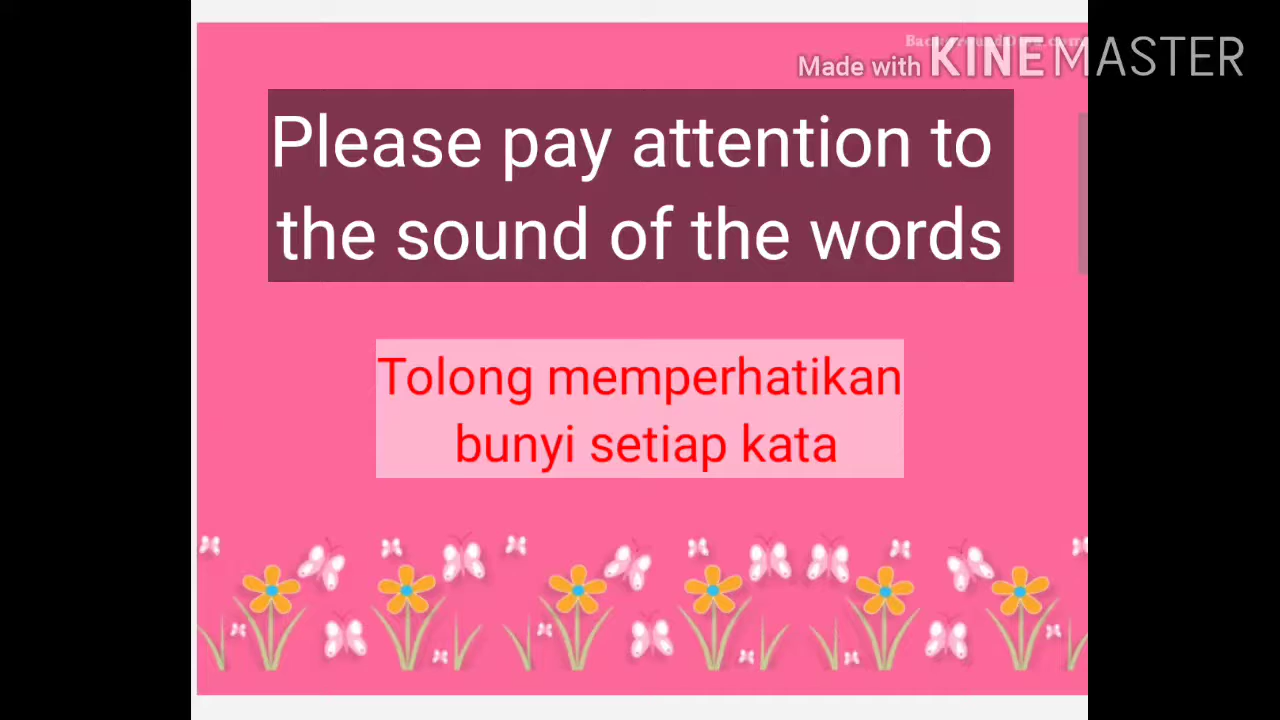 Made with KINEMASTER
Please pay attention to
the sound of the words
Tolong memperhatikan
bunyi setiap kata